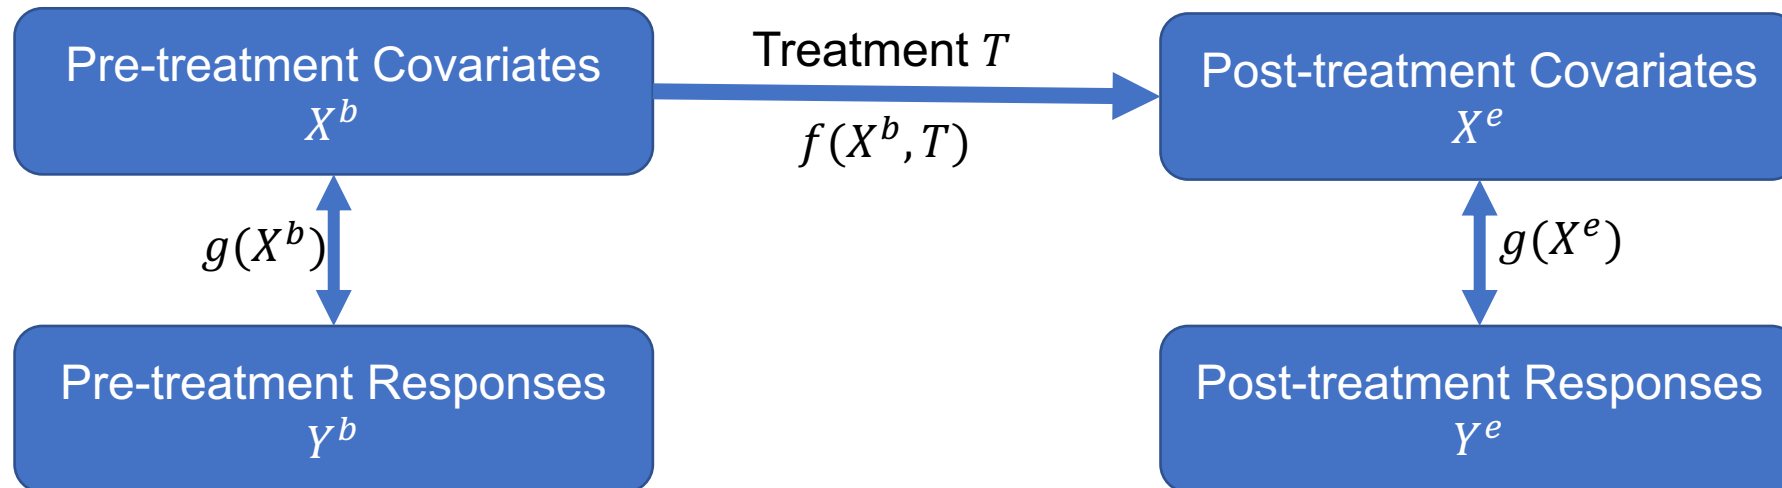 Pre-treatment Covariates
X^b
Treatment T
f(X^b, T)
Post-treatment Covariates
X^e
g(X^b)
g(X^e)
Pre-treatment Responses
Y^b
Post-treatment Responses
Y^e